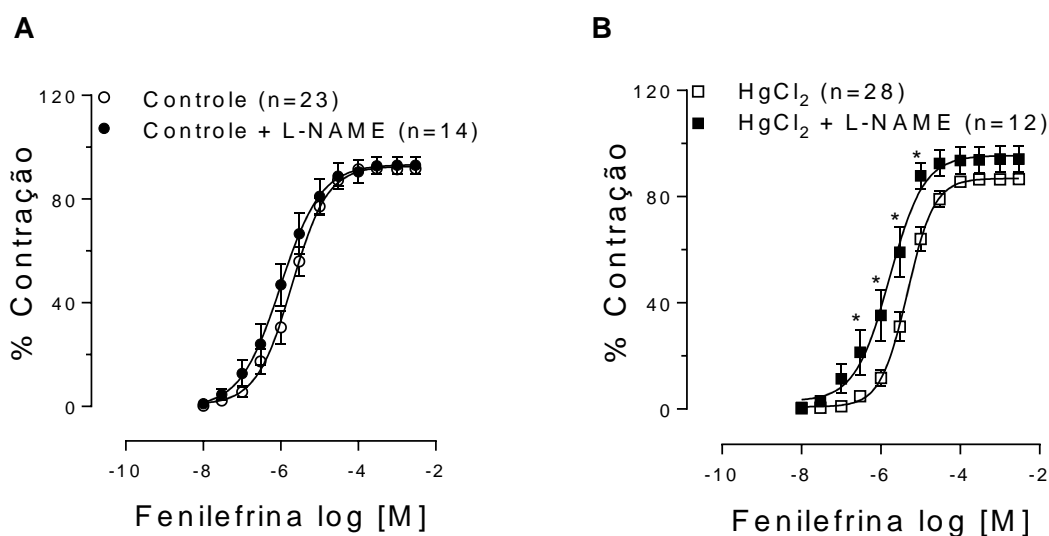 A
Controle (n=23)
Controle + L-NAME (n=14)
120
80
40
0
% Contração
-10 -8 -6 -4 -2
Fenilefrina log [M]
B
HgCl₂ (n=28)
HgCl₂ + L-NAME (n=12)
120
80
40
0
% Contração
* * * *
-10 -8 -6 -4 -2
Fenilefrina log [M]